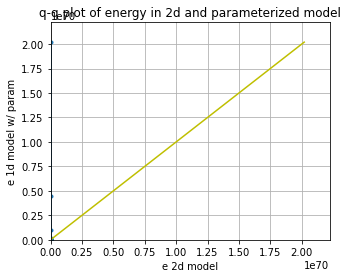 q-q plot of energy in 2d and parameterized model
1e70
2.00
1.75
1.50
1.25
1.00
0.75
0.50
0.25
0.00
e 1d model w/ param
0.00 0.25 0.50 0.75 1.00 1.25 1.50 1.75 2.00
1e70
e 2d model